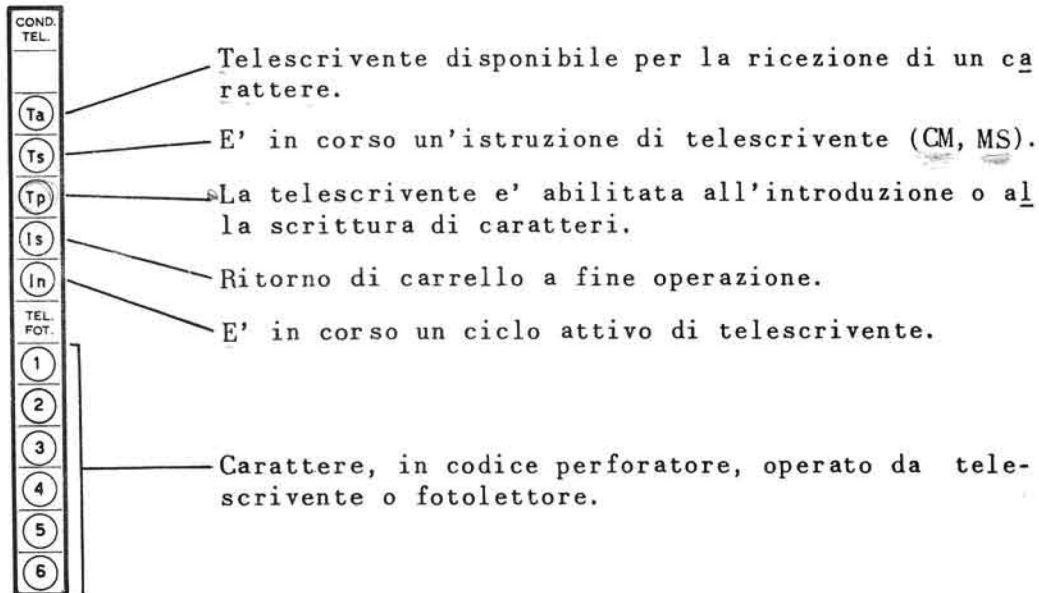 COND.
TEL.
Ta
Ts
Tp
Is
In
TEL.
FOT.
1
2
3
4
5
6
Telescrivente disponibile per la ricezione di un ca
rattere.
E' in corso un'istruzione di telescrivente (CM, MS).
La telescrivente e' abilitata all'introduzione o al
la scrittura di caratteri.
Ritorno di carrello a fine operazione.
E' in corso un ciclo attivo di telescrivente.
Carattere, in codice perforatore, operato da tele-
scrivente o fotolettore.